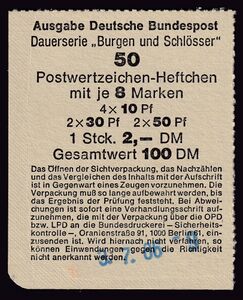 Ausgabe Deutsche Bundespost
Dauerserie „Burgen und Schlösser"
50
Postwertzeichen-Heftchen
mit je 8 Marken
4 x 10 Pf
2 x 30 Pf 2 x 50 Pf
1 Stck. 2,— DM
Gesamtwert 100 DM
Das Öffnen der Sichtverpackung, das Nachzählen
und das Vergleichen des Inhalts mit der Aufschrift
ist in Gegenwart eines Zeugen vorzunehmen. Die
Verpackung muß so lange aufbewahrt werden, bis
das Ergebnis der Prüfung feststeht. Bei Abwei-
chungen ist sofort eine Verhandlungsschrift auf-
zunehmen, die mit der Verpackung über die OPD
bzw. LPD an die Bundesdruckerei – Sicherheits-
kontrolle –, Oranienstraße 91, 1000 Berlin 61, ein-
zusenden. Wird hiervon nicht verfahren, so
können Einwendungen gegen die Richtigkeit
nicht anerkannt werden.